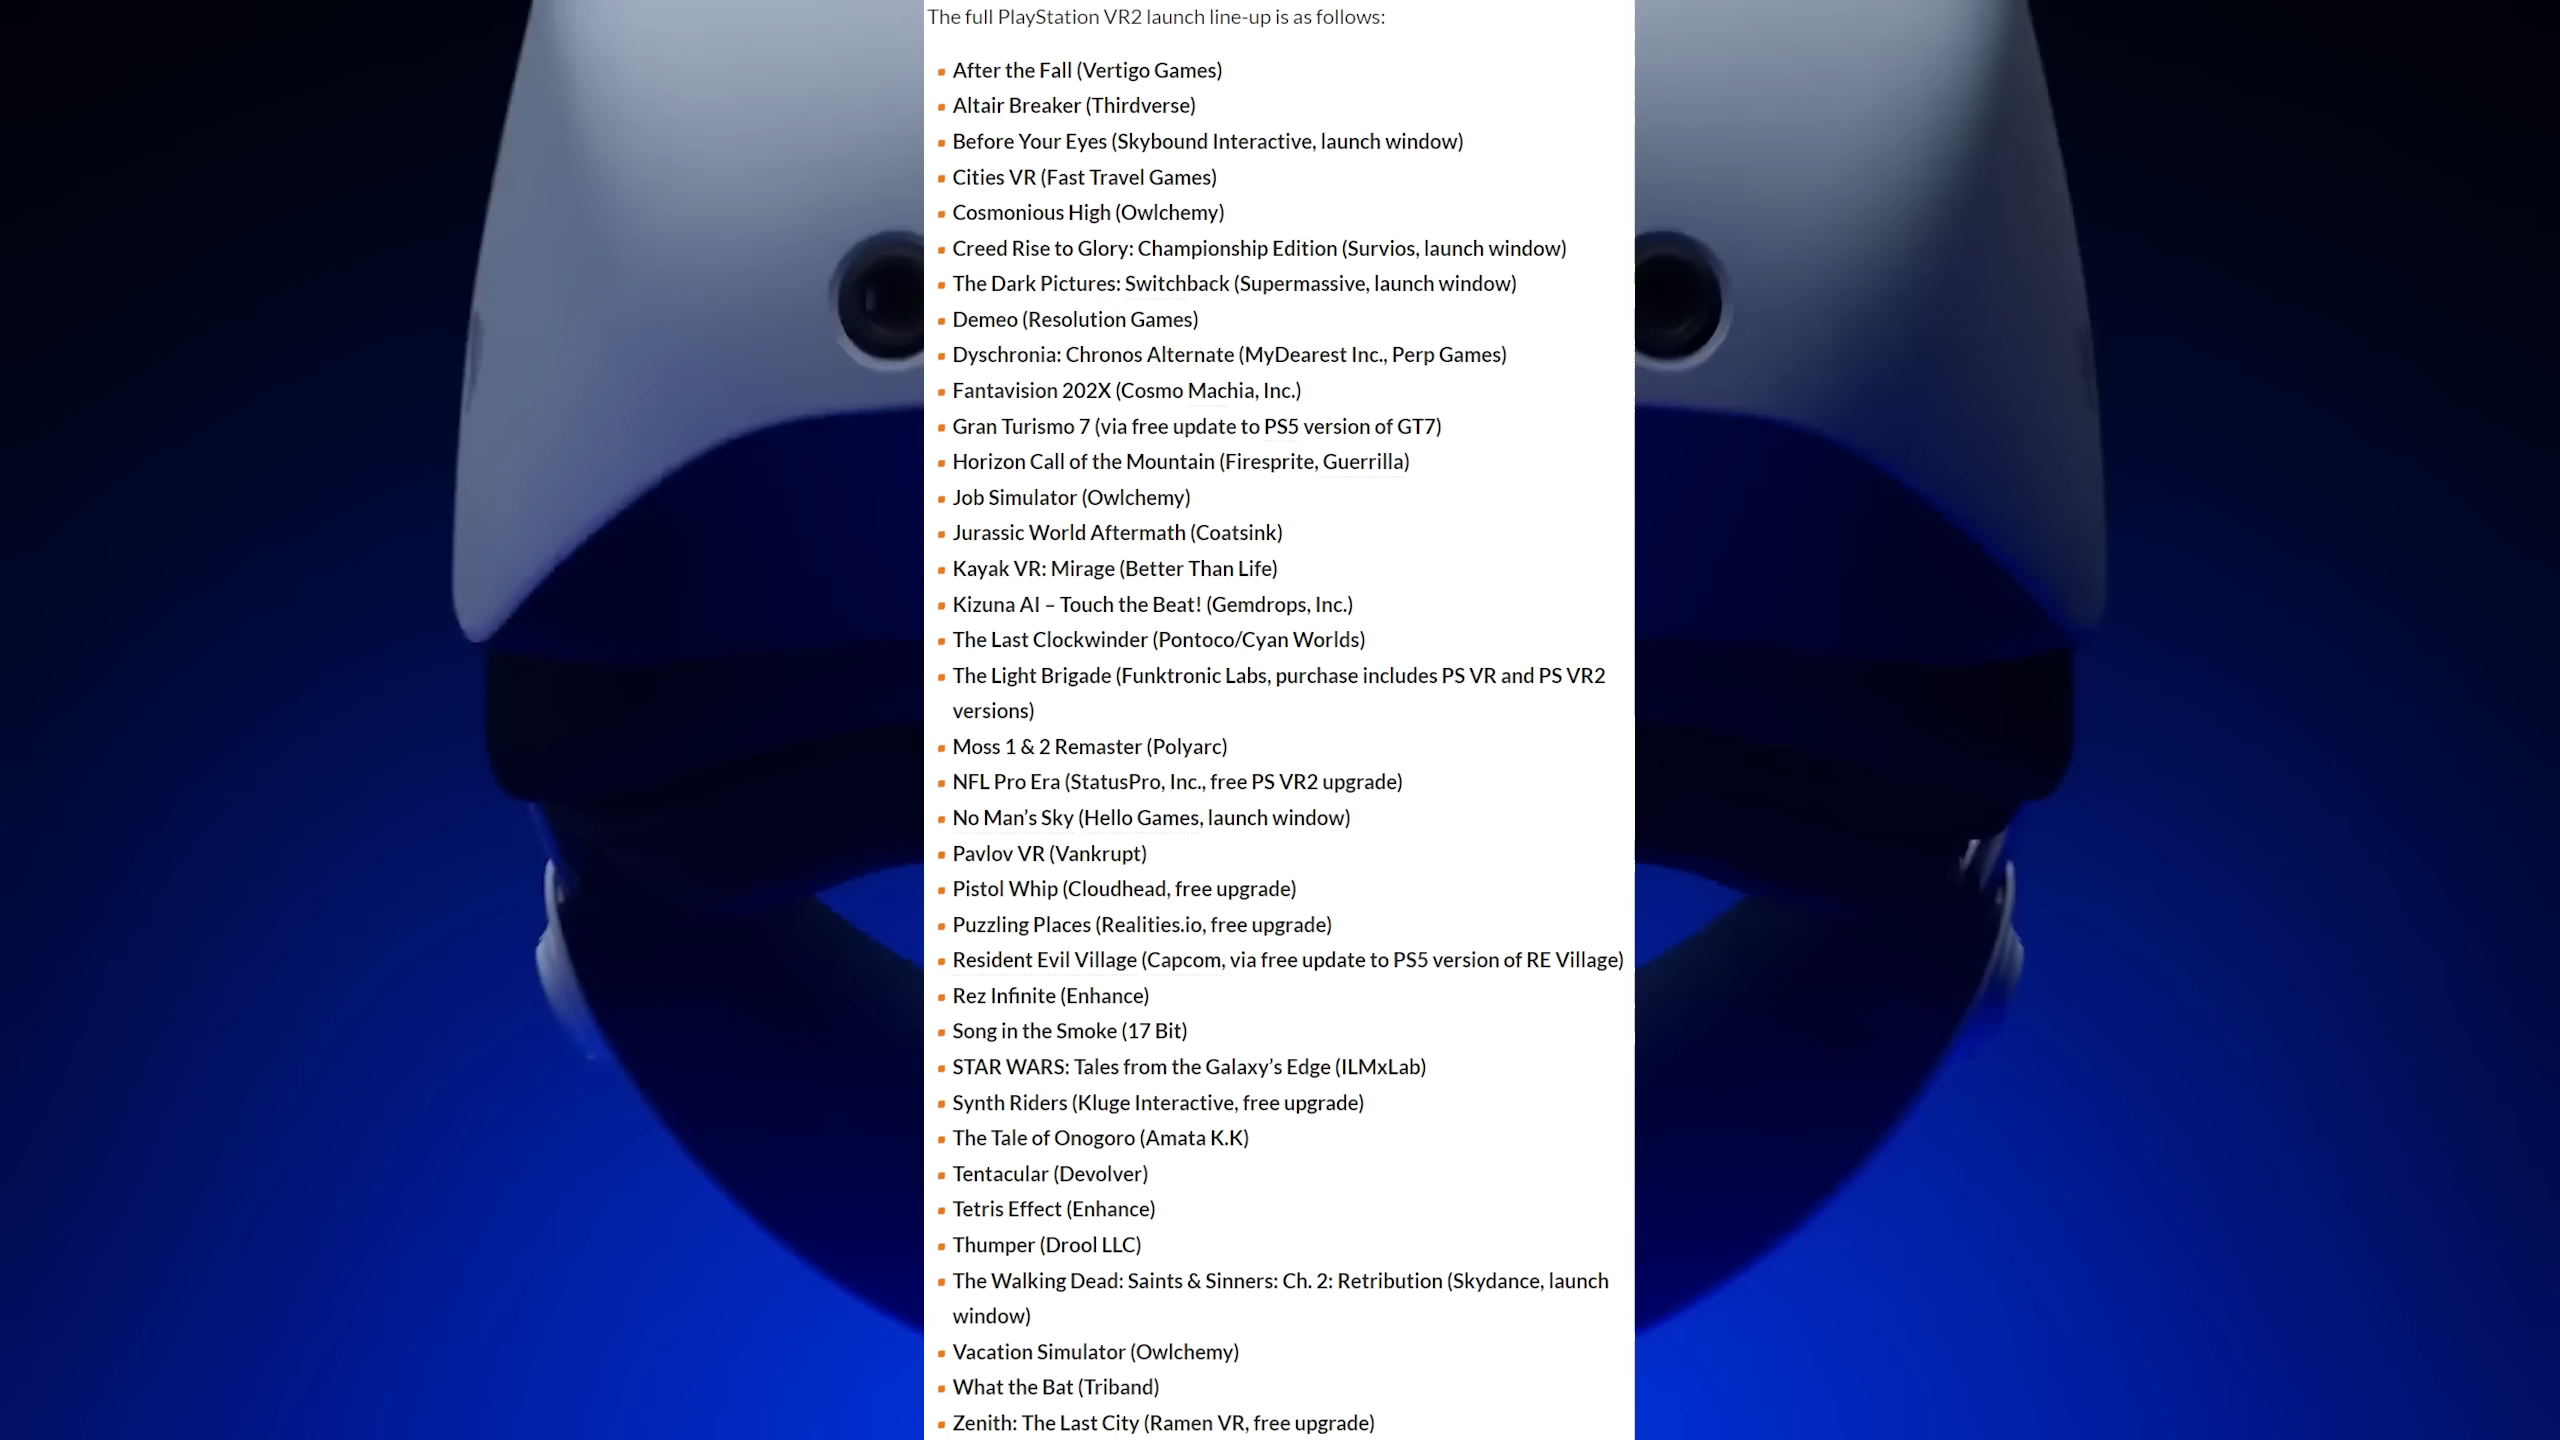 The full PlayStation VR2 launch line-up is as follows:
After the Fall (Vertigo Games)
Altair Breaker (Thirdverse)
Before Your Eyes (Skybound Interactive, launch window)
Cities VR (Fast Travel Games)
Cosmonious High (Owlchemy)
Creed Rise to Glory: Championship Edition (Survios, launch window)
The Dark Pictures: Switchback (Supermassive, launch window)
Demeo (Resolution Games)
Dyschronia: Chronos Alternate (MyDearest Inc., Perp Games)
Fantavision 202X (Cosmo Machia, Inc.)
Gran Turismo 7 (via free update to PS5 version of GT7)
Horizon Call of the Mountain (Firesprite, Guerrilla)
Job Simulator (Owlchemy)
Jurassic World Aftermath (Coatsink)
Kayak VR: Mirage (Better Than Life)
Kizuna AI – Touch the Beat! (Gemdrops, Inc.)
The Last Clockwinder (Pontoco/Cyan Worlds)
The Light Brigade (Funktronic Labs, purchase includes PS VR and PS VR2
versions)
Moss 1 & 2 Remaster (Polyarc)
NFL Pro Era (StatusPro, Inc., free PS VR2 upgrade)
No Man’s Sky (Hello Games, launch window)
Pavlov VR (Vankrupt)
Pistol Whip (Cloudhead, free upgrade)
Puzzling Places (Realities.io, free upgrade)
Resident Evil Village (Capcom, via free update to PS5 version of RE Village)
Rez Infinite (Enhance)
Song in the Smoke (17 Bit)
STAR WARS: Tales from the Galaxy’s Edge (ILMxLab)
Synth Riders (Kluge Interactive, free upgrade)
The Tale of Onogoro (Amata K.K)
Tentacular (Devolver)
Tetris Effect (Enhance)
Thumper (Drool LLC)
The Walking Dead: Saints & Sinners: Ch. 2: Retribution (Skydance, launch
window)
Vacation Simulator (Owlchemy)
What the Bat (Triband)
Zenith: The Last City (Ramen VR, free upgrade)